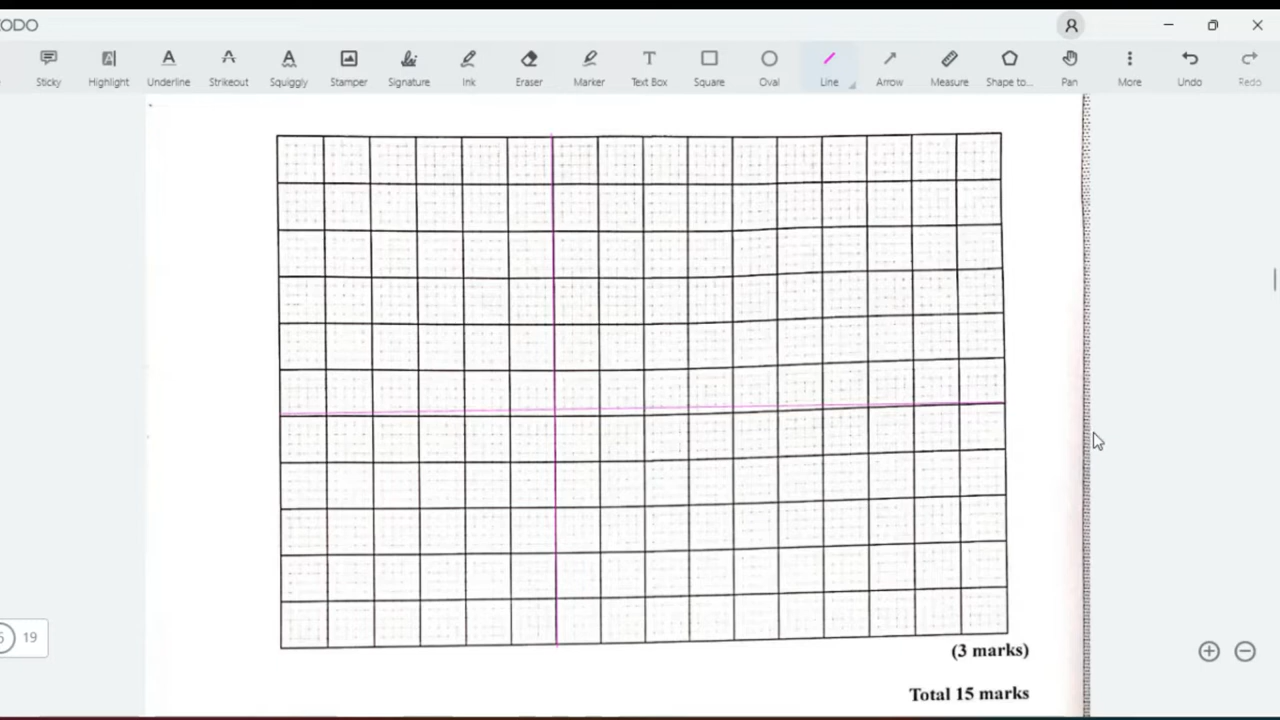 ODO
Sticky Highlight Underline Strikeout Squiggly Stamper Signature Ink Eraser Marker Text Box Square Oval Line Arrow Measure Shape to... Pan More Undo Redo
19
(3 marks)
Total 15 marks